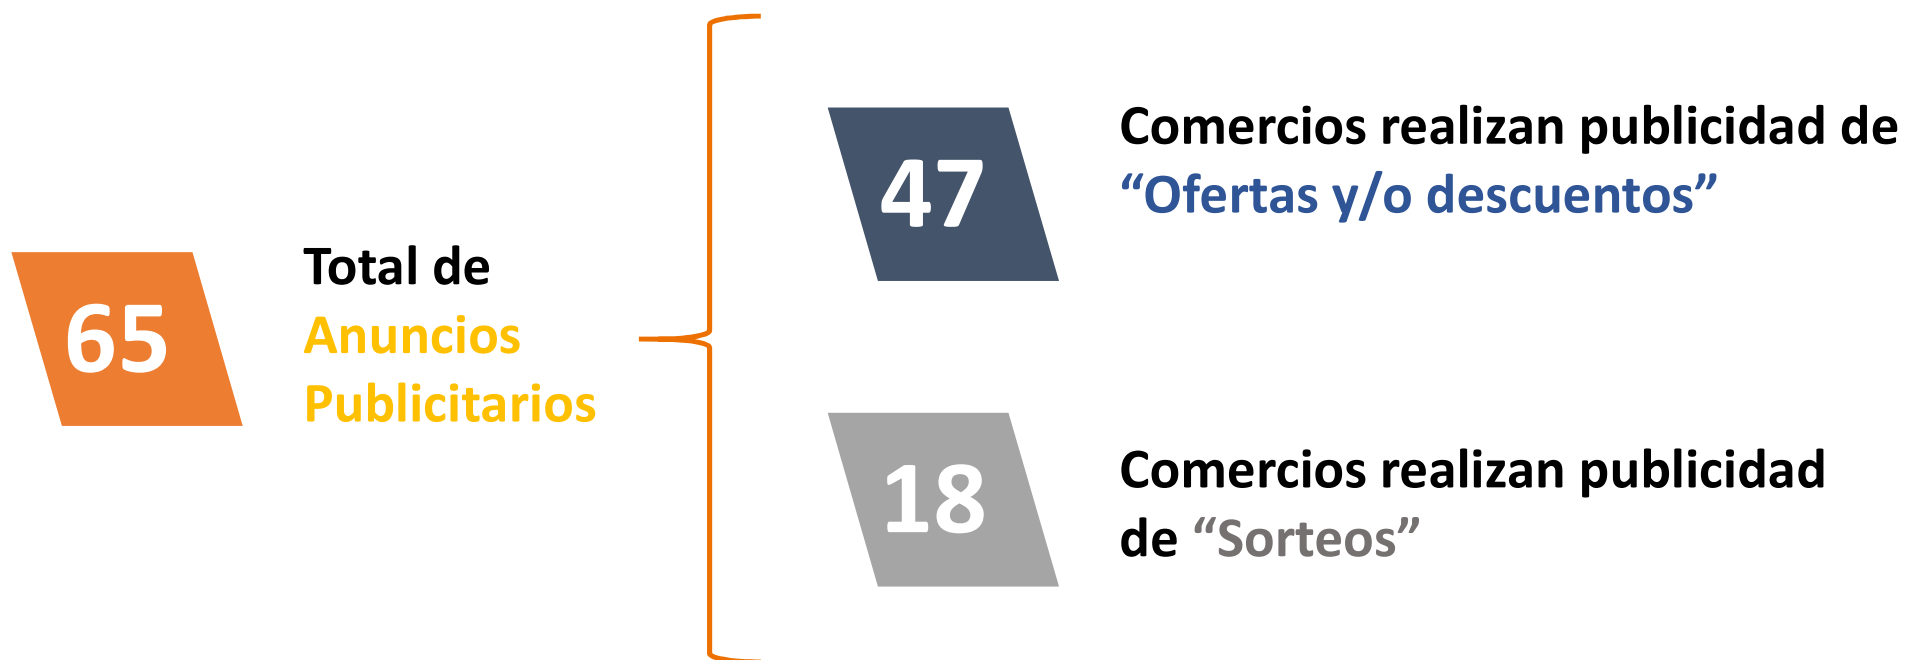 65
Total de
Anuncios
Publicitarios
47
Comercios realizan publicidad de
“Ofertas y/o descuentos”
18
Comercios realizan publicidad
de “Sorteos”